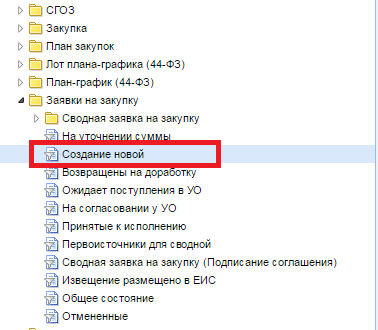 СГОЗ
Закупка
План закупок
Лот плана-графика (44-ФЗ)
План-график (44-ФЗ)
Заявки на закупку
Сводная заявка на закупку
На уточнении суммы
Создание новой
Возвращены на доработку
Ожидает поступления в УО
На согласовании у УО
Принятые к исполнению
Первоисточники для сводной
Сводная заявка на закупку (Подписание соглашения)
Извещение размещено в ЕИС
Общее состояние
Отмененные